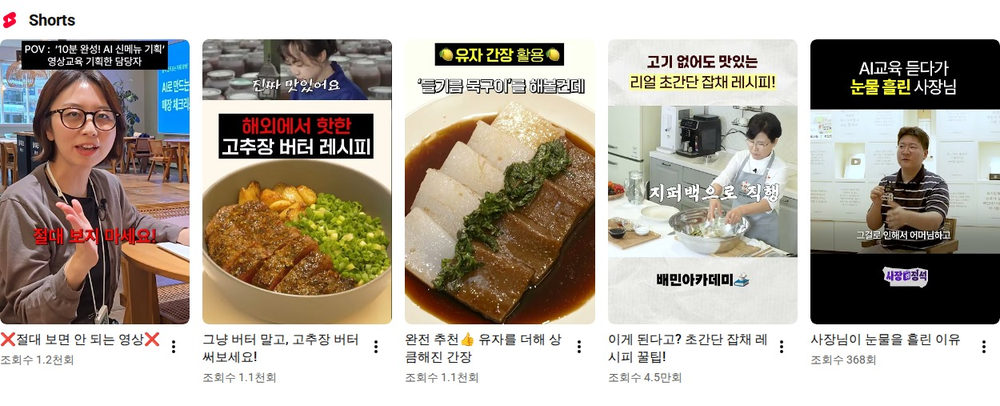 Shorts
POV : '10분 완성! AI 신메뉴 기획'
영상교육 기획한 담당자
절대 보지 마세요!
❌절대 보면 안 되는 영상❌
조회수 1.2천회
진짜 맛있어요
해외에서 핫한
고추장 버터 레시피
그냥 버터 말고, 고추장 버터
써보세요!
조회수 1.1천회
🍋유자 간장 활용🍋
'들기름 묵구이'를 해볼건데
완전 추천👍 유자를 더해 상
큼해진 간장
조회수 1.1천회
고기 없어도 맛있는
리얼 초간단 잡채 레시피!
지퍼백으로 직행
배민아카데미
이게 된다고? 초간단 잡채 레
시피 꿀팁!
조회수 4.5만회
AI교육 듣다가
눈물 흘린 사장님
그걸로 인해서 어머님하고
사장의정석
사장님이 눈물을 흘린 이유
조회수 368회